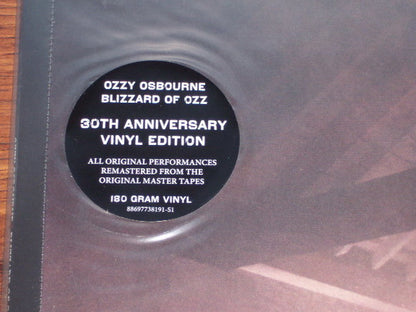 OZZY OSBOURNE
BLIZZARD OF OZZ
30TH ANNIVERSARY
VINYL EDITION
ALL ORIGINAL PERFORMANCES
REMASTERED FROM THE
ORIGINAL MASTER TAPES
180 GRAM VINYL
88697738191-S1